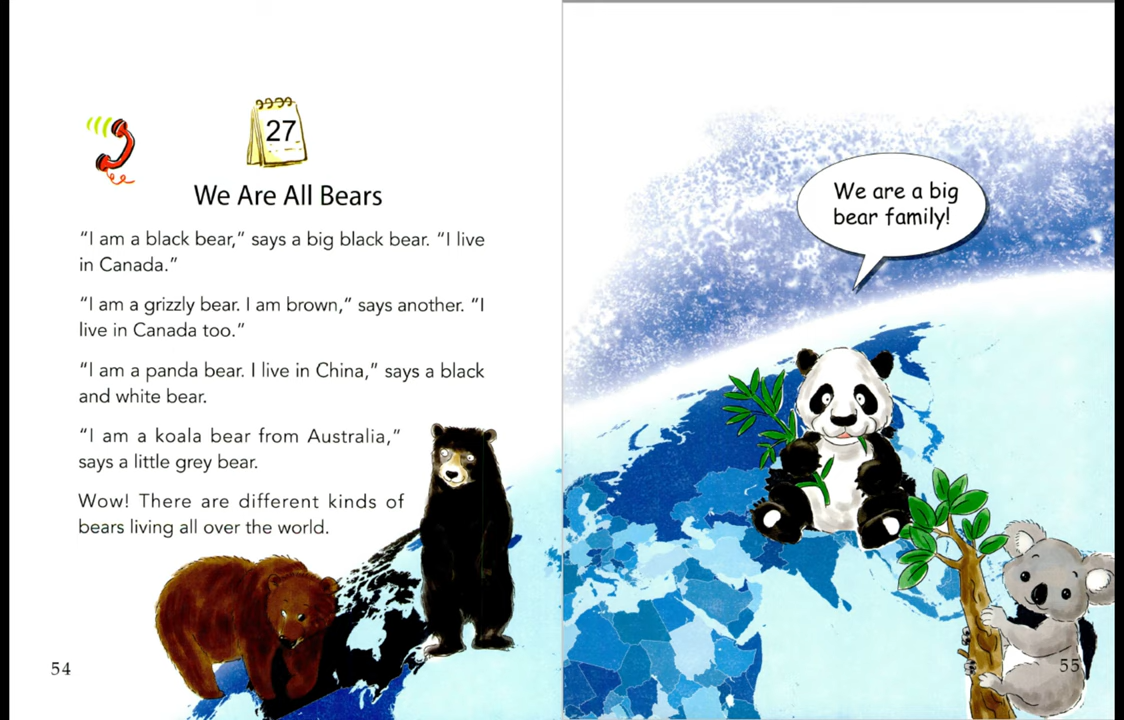 27
We Are All Bears
“I am a black bear,” says a big black bear. “I live
in Canada.”
“I am a grizzly bear. I am brown,” says another. “I
live in Canada too.”
“I am a panda bear. I live in China,” says a black
and white bear.
“I am a koala bear from Australia,”
says a little grey bear.
Wow! There are different kinds of
bears living all over the world.
54
We are a big
bear family!
55